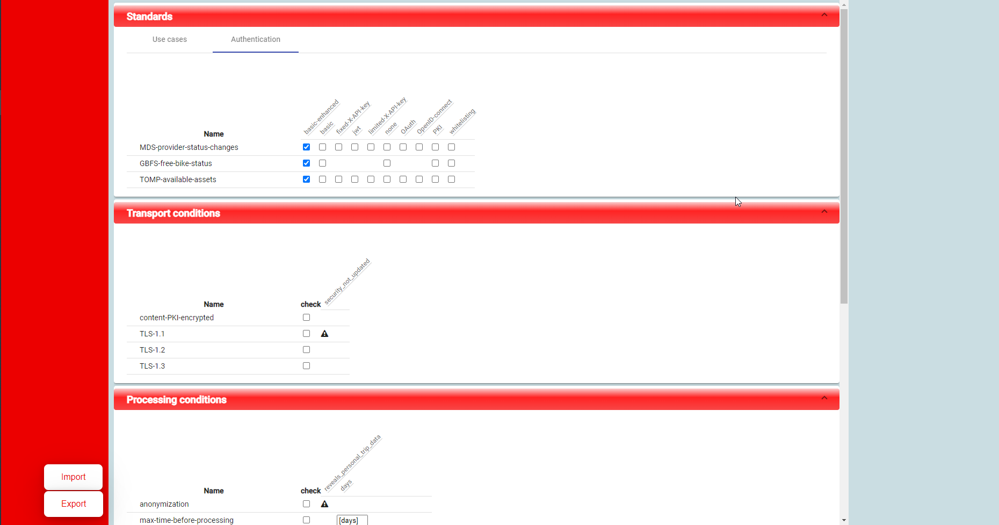 Standards
Use cases Authentication
Name basic-enhanced basic fixed-X-API-key jwt limited-X-API-key none OAuth OpenID-connect PKI whitelisting
MDS-provider-status-changes
GBFS-free-bike-status
TOMP-available-assets
Transport conditions
Name check security_not_updated
content-PKI-encrypted
TLS-1.1
TLS-1.2
TLS-1.3
Processing conditions
Name check reveals_personal_trip_data days
anonymization
max-time-before-processing [days]
Import
Export